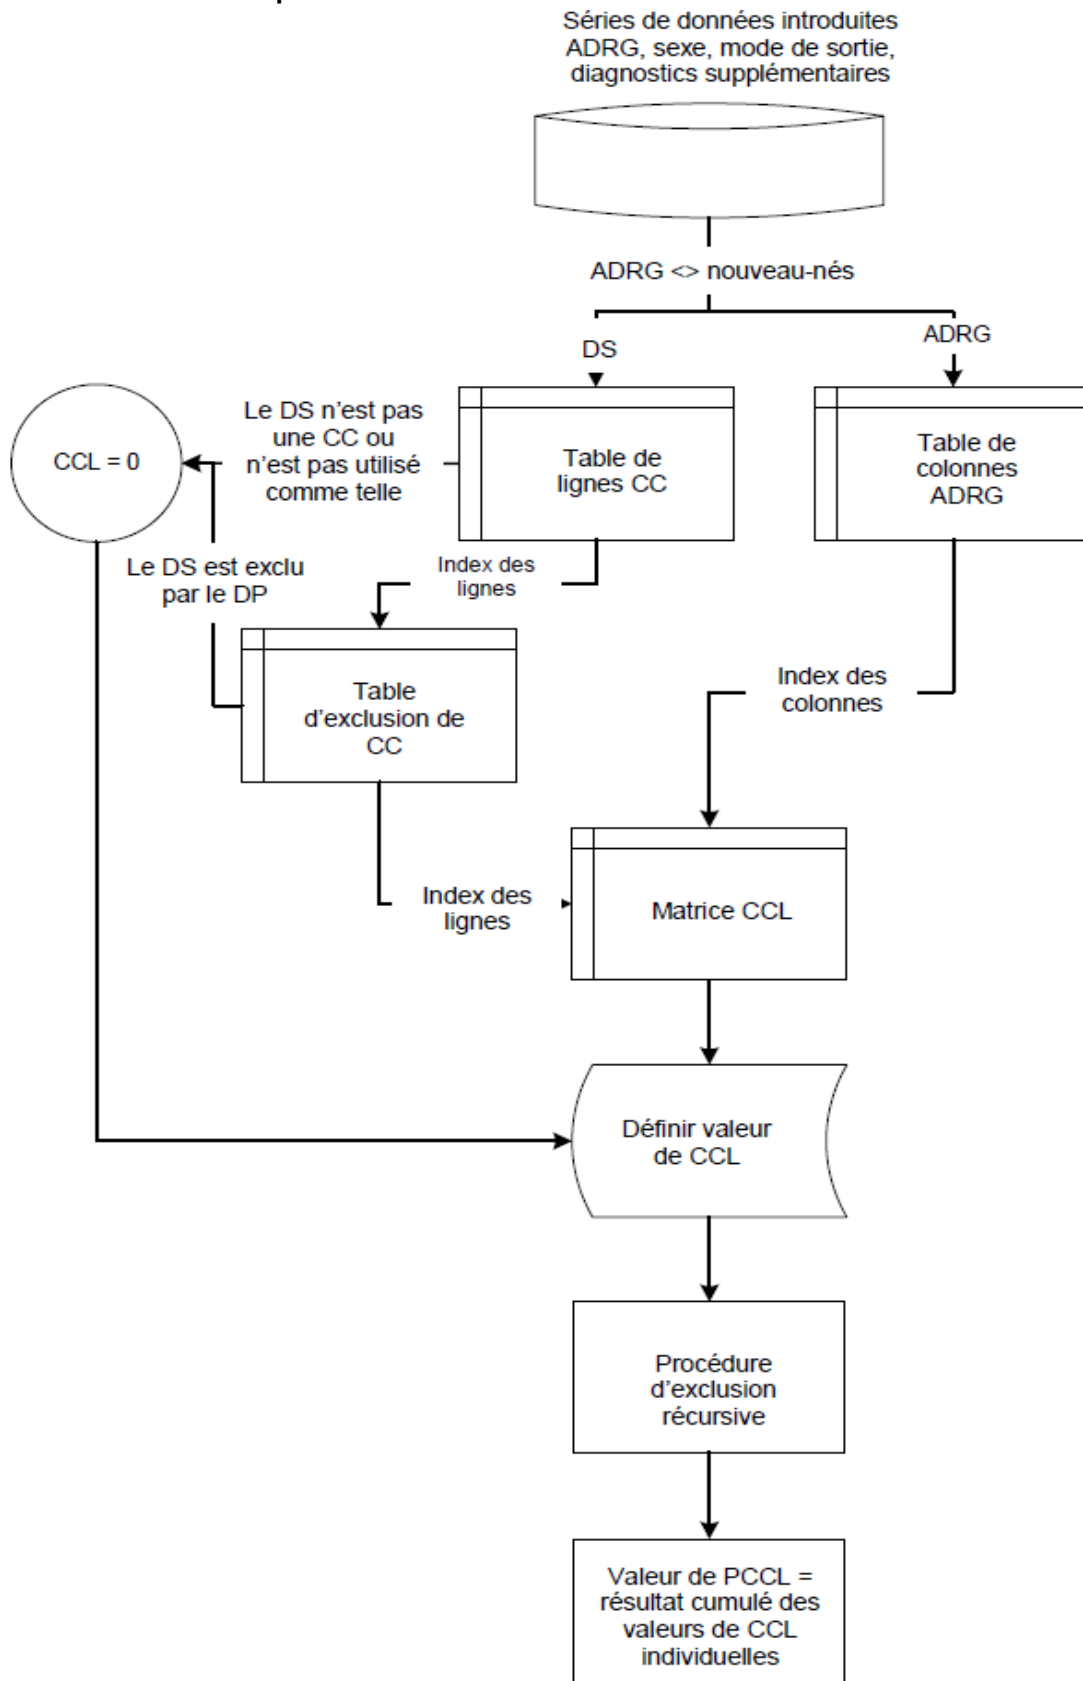 Séries de données introduites
ADRG, sexe, mode de sortie,
diagnostics supplémentaires
ADRG <> nouveau-nés
DS
ADRG
Le DS n'est pas
une CC ou
n'est pas utilisé
comme telle
CCL = 0
Table de
lignes CC
Table de
colonnes
ADRG
Le DS est exclu
par le DP
Index des
lignes
Table
d'exclusion de
CC
Index des
colonnes
Index des
lignes
Matrice CCL
Définir valeur
de CCL
Procédure
d'exclusion
récursive
Valeur de PCCL =
résultat cumulé des
valeurs de CCL
individuelles